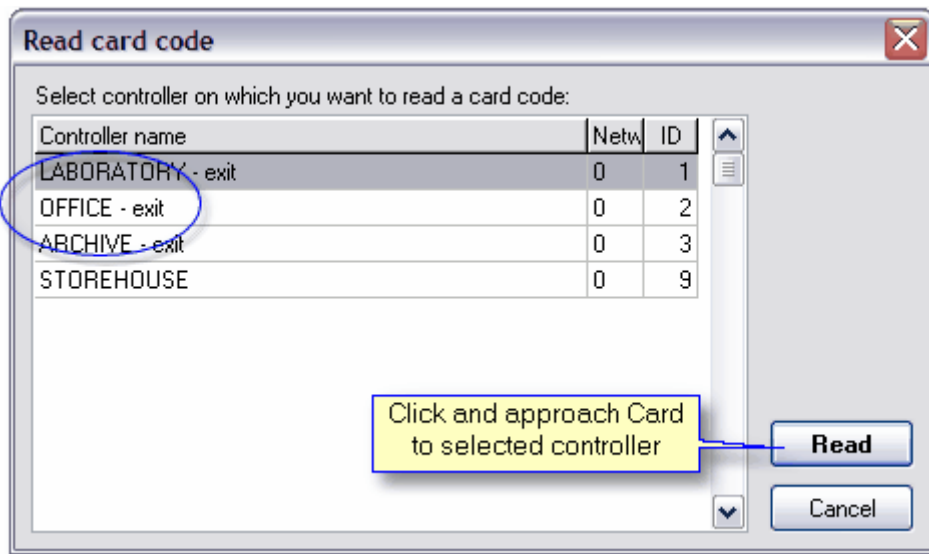 Read card code
Select controller on which you want to read a card code:
Controller name Netw ID
LABORATORY - exit 0 1
OFFICE - exit 0 2
ARCHIVE - exit 0 3
STOREHOUSE 0 9
Click and approach Card
to selected controller
Read
Cancel